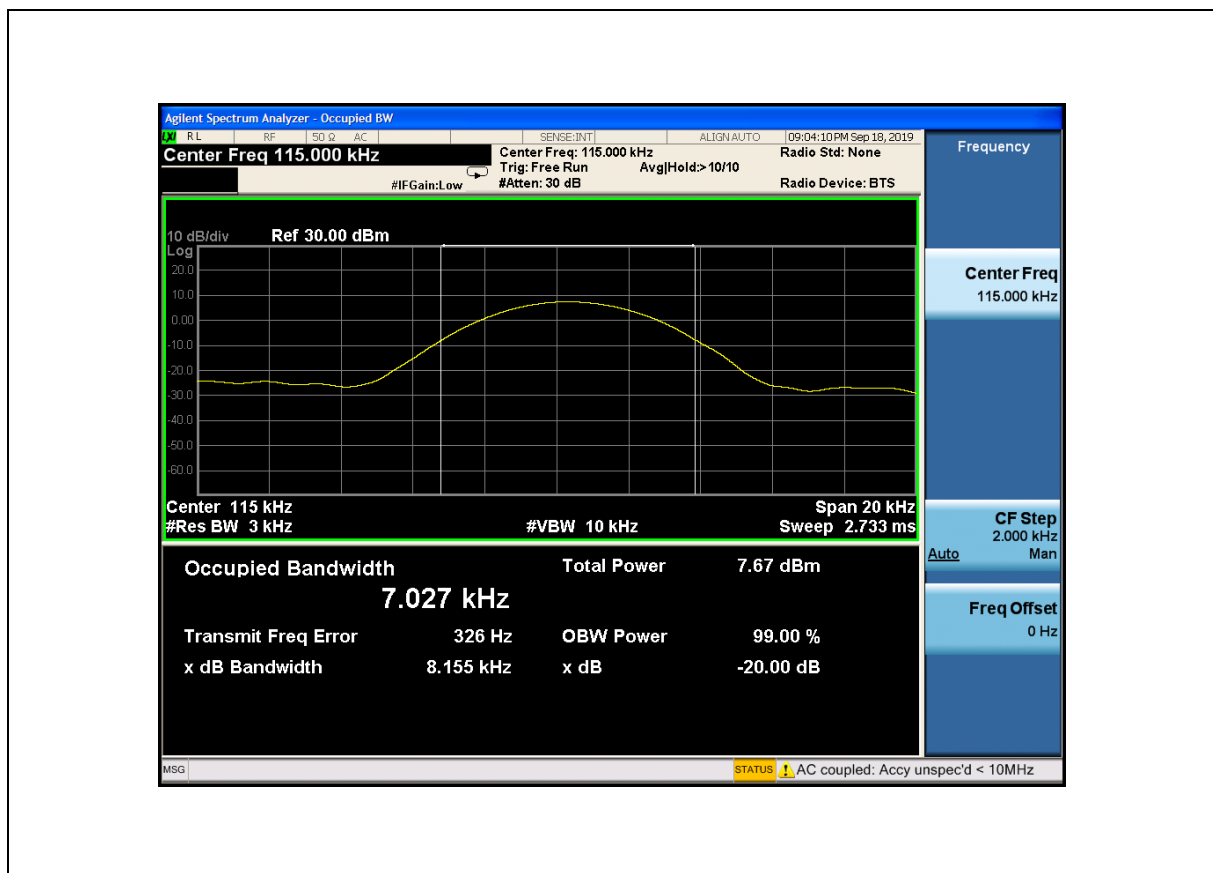 Agilent Spectrum Analyzer - Occupied BW
LXI RL RF 50 Ω AC SENSE:INT ALIGN AUTO 09:04:10 PM Sep 18, 2019
Center Freq 115.000 kHz
Center Freq: 115.000 kHz Radio Std: None
Trig: Free Run Avg|Hold:> 10/10
#IFGain:Low #Atten: 30 dB Radio Device: BTS
10 dB/div Ref 30.00 dBm
Log
20.0
10.0
0.00
-10.0
-20.0
-30.0
-40.0
-50.0
-60.0
Center 115 kHz Span 20 kHz
#Res BW 3 kHz #VBW 10 kHz Sweep 2.733 ms
Occupied Bandwidth Total Power 7.67 dBm
7.027 kHz
Transmit Freq Error 326 Hz OBW Power 99.00 %
x dB Bandwidth 8.155 kHz x dB -20.00 dB
Frequency
Center Freq
115.000 kHz
CF Step
2.000 kHz
Auto Man
Freq Offset
0 Hz
MSG STATUS AC coupled: Accy unspec'd < 10MHz